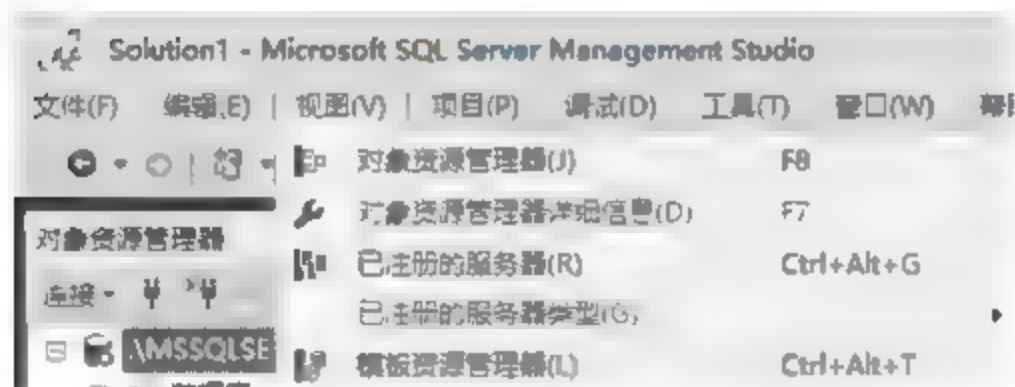 Solution1 - Microsoft SQL Server Management Studio
文件(F) 编辑(E) 视图(V) 项目(P) 调试(D) 工具(T) 窗口(W)
对象资源管理器(J) F8
对象资源管理器详细信息(D) F7
对象资源管理器
已注册的服务器(R) Ctrl+Alt+G
连接
已注册的服务器类型(G)
.\MSSQLSE
模板资源管理器(L) Ctrl+Alt+T